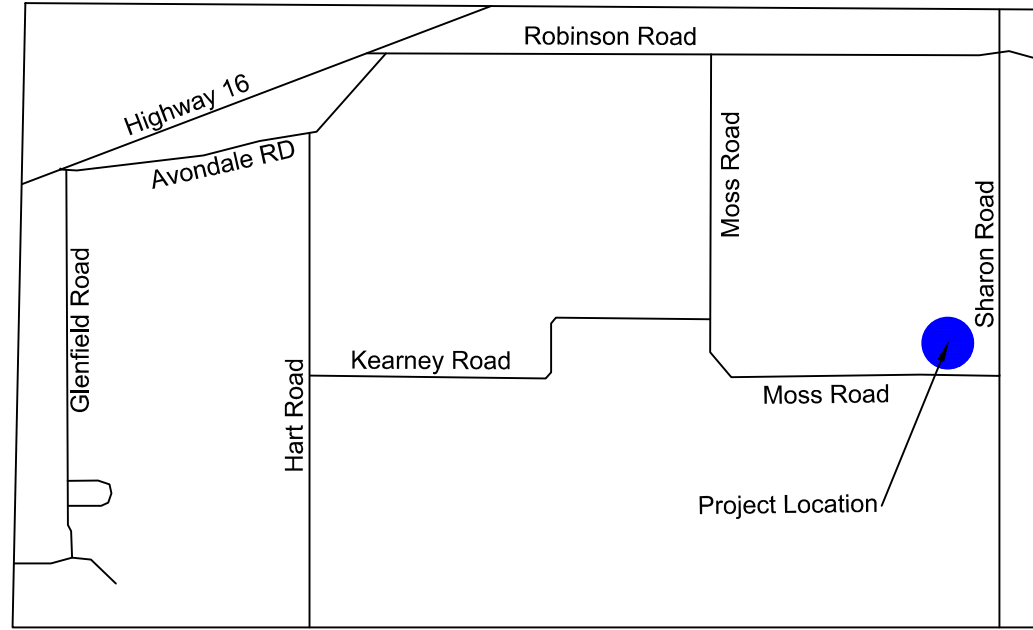 Robinson Road
Highway 16
Avondale RD
Moss Road
Sharon Road
Glenfield Road
Hart Road
Kearney Road
Moss Road
Project Location